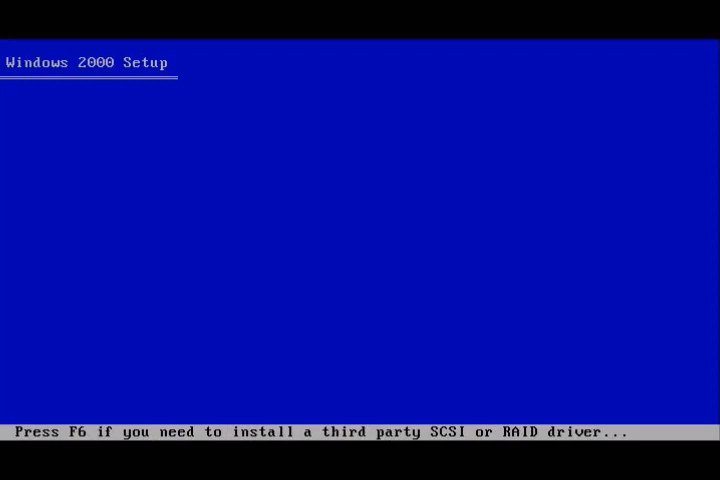 Windows 2000 Setup
Press F6 if you need to install a third party SCSI or RAID driver...